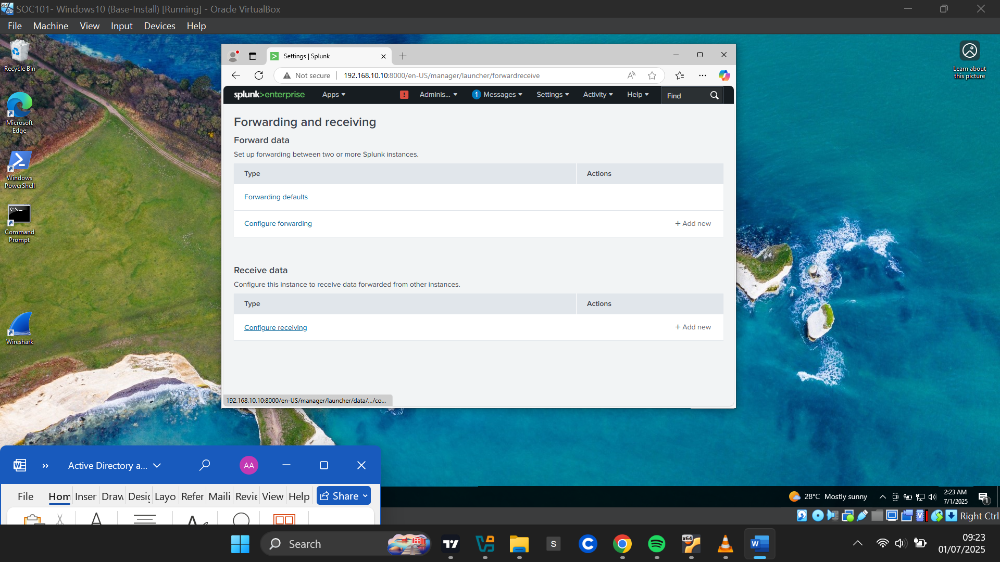 SOC101- Windows10 (Base-Install) [Running] - Oracle VirtualBox
File Machine View Input Devices Help
Recycle Bin
Microsoft
Edge
Windows
PowerShell
Command
Prompt
Wireshark
Learn about
this picture
Settings | Splunk
Not secure 192.168.10.10:8000/en-US/manager/launcher/forwardreceive
splunk>enterprise Apps Adminis... 1 Messages Settings Activity Help Find
Forwarding and receiving
Forward data
Set up forwarding between two or more Splunk instances.
Type Actions
Forwarding defaults
Configure forwarding + Add new
Receive data
Configure this instance to receive data forwarded from other instances.
Type Actions
Configure receiving + Add new
192.168.10.10:8000/en-US/manager/launcher/data/.../co...
Active Directory a... AA
File Hom Inser Draw Desig Layo Refer Maili Revie View Help Share
28°C Mostly sunny
2:23 AM
7/1/2025
1
Right Ctrl
Search
09:23
01/07/2025